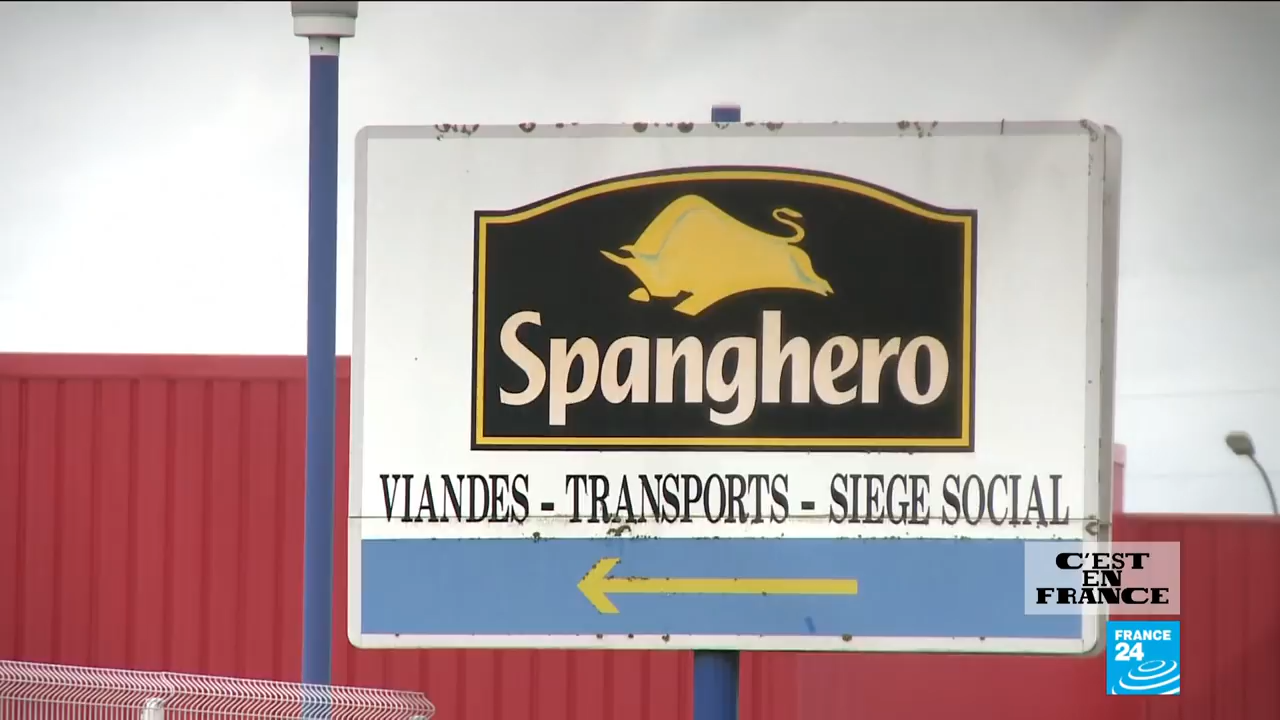 Spanghero
VIANDES - TRANSPORTS - SIEGE SOCIAL
C'EST
EN
FRANCE
FRANCE
24